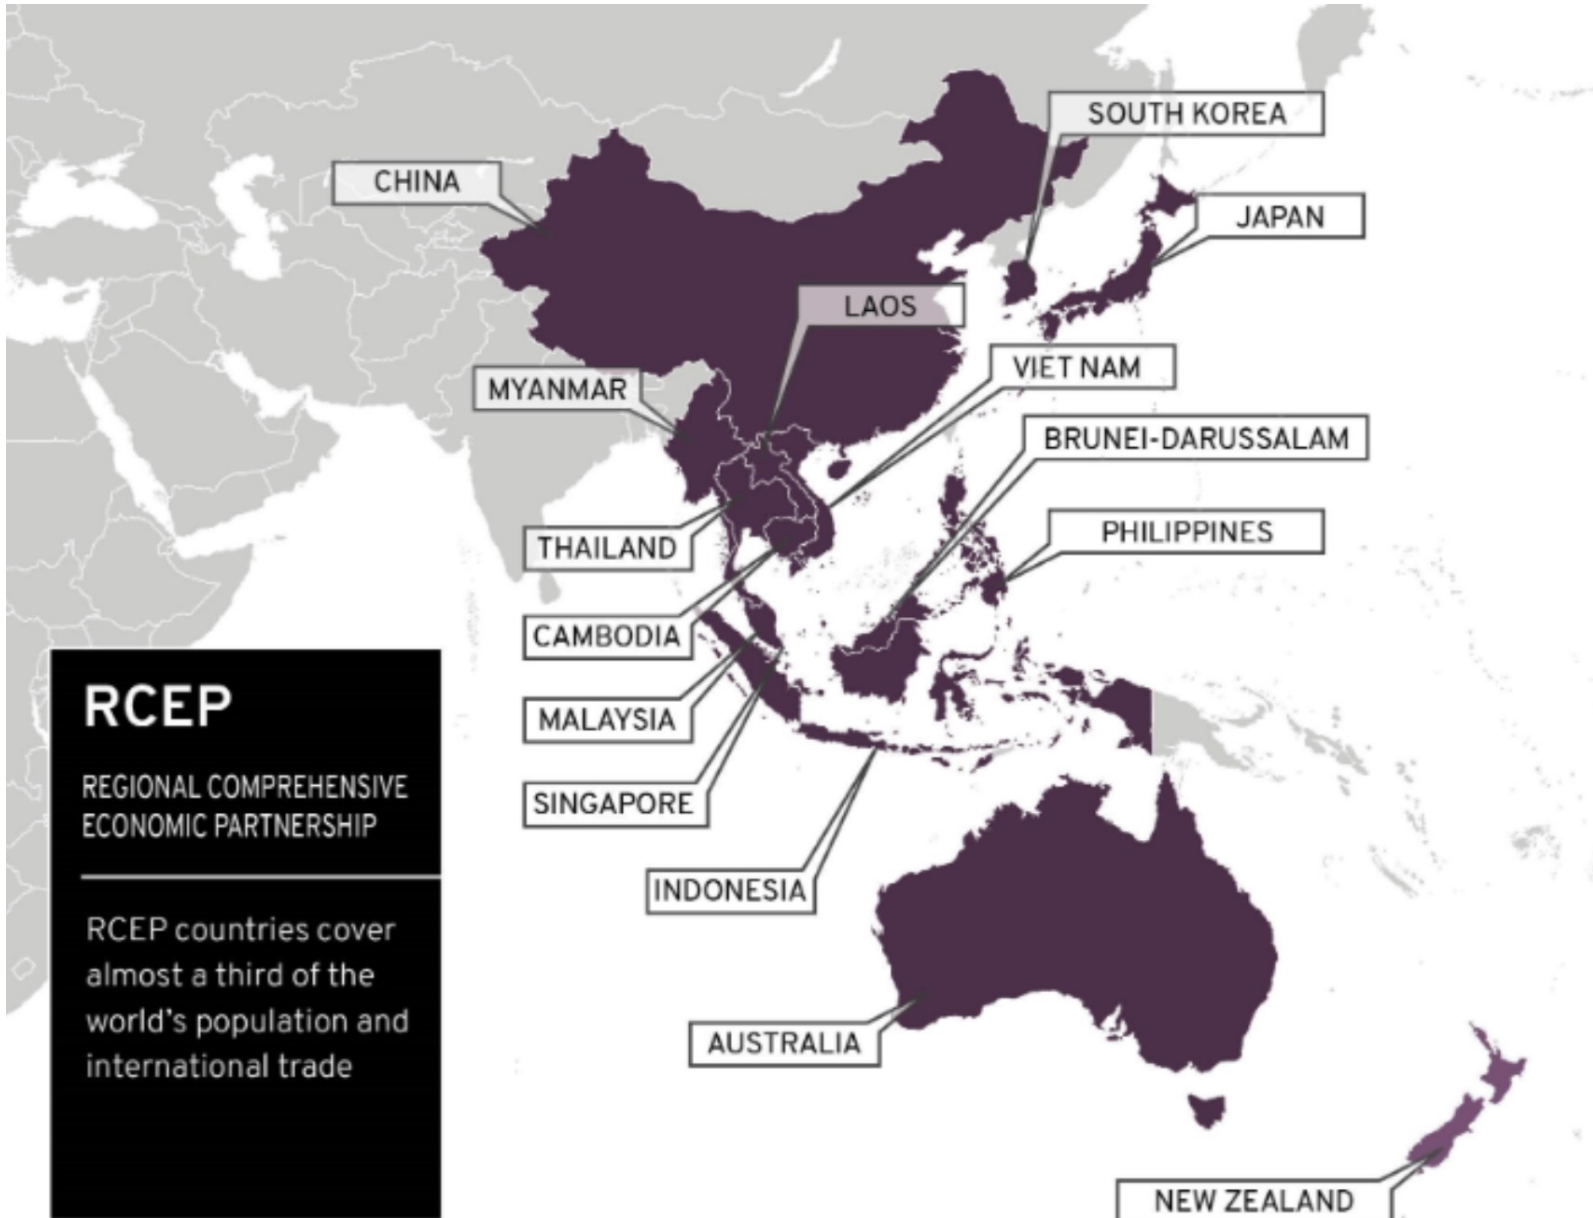 SOUTH KOREA
CHINA
JAPAN
LAOS
VIET NAM
MYANMAR
BRUNEI-DARUSSALAM
PHILIPPINES
THAILAND
CAMBODIA
MALAYSIA
SINGAPORE
INDONESIA
AUSTRALIA
NEW ZEALAND
RCEP
REGIONAL COMPREHENSIVE
ECONOMIC PARTNERSHIP
RCEP countries cover
almost a third of the
world's population and
international trade